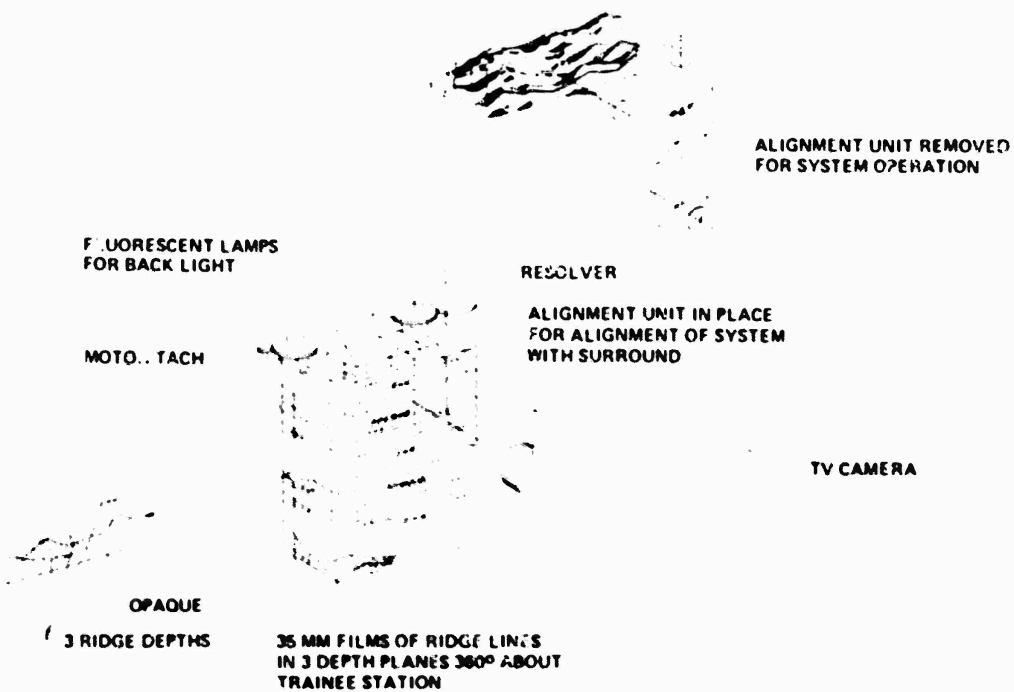 ALIGNMENT UNIT REMOVED
FOR SYSTEM OPERATION
FLUORESCENT LAMPS
FOR BACK LIGHT
RESOLVER
ALIGNMENT UNIT IN PLACE
FOR ALIGNMENT OF SYSTEM
WITH SURROUND
MOTO.. TACH
TV CAMERA
OPAQUE
3 RIDGE DEPTHS
35 MM FILMS OF RIDGE LINES
IN 3 DEPTH PLANES 360° ABOUT
TRAINEE STATION